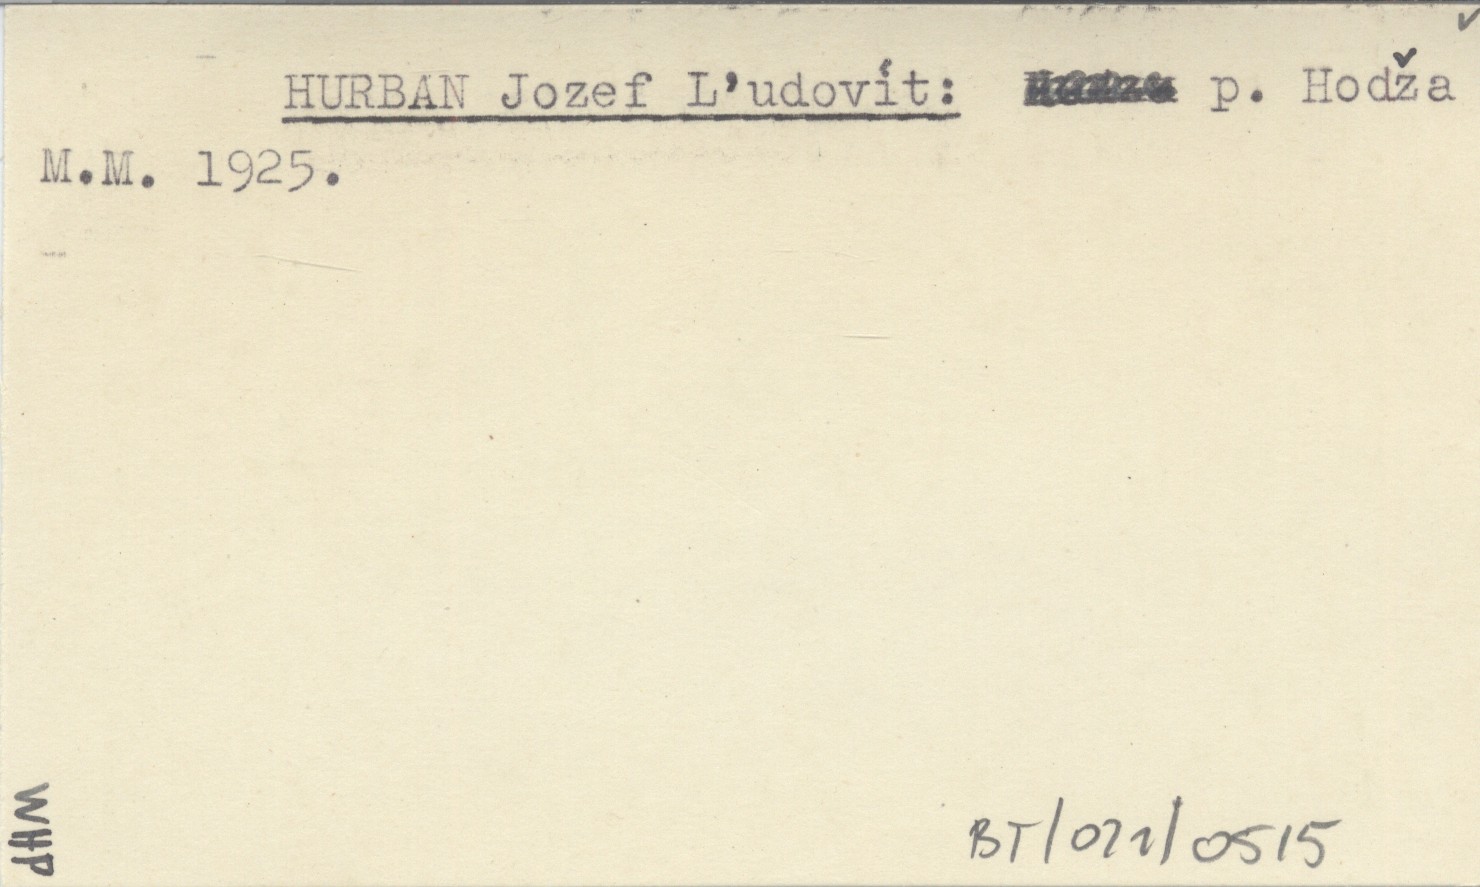 HURBAN Jozef L'udovít: p. Hodža
M.M. 1925.
WHP
BT/021/0515